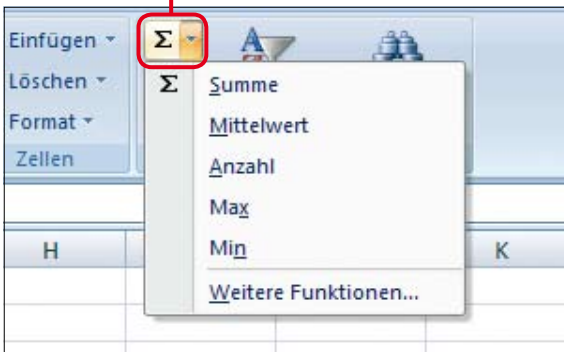 Einfügen
Löschen
Format
Zellen
Σ
A
Σ Summe
Mittelwert
Anzahl
Max
Min
Weitere Funktionen...
H
K